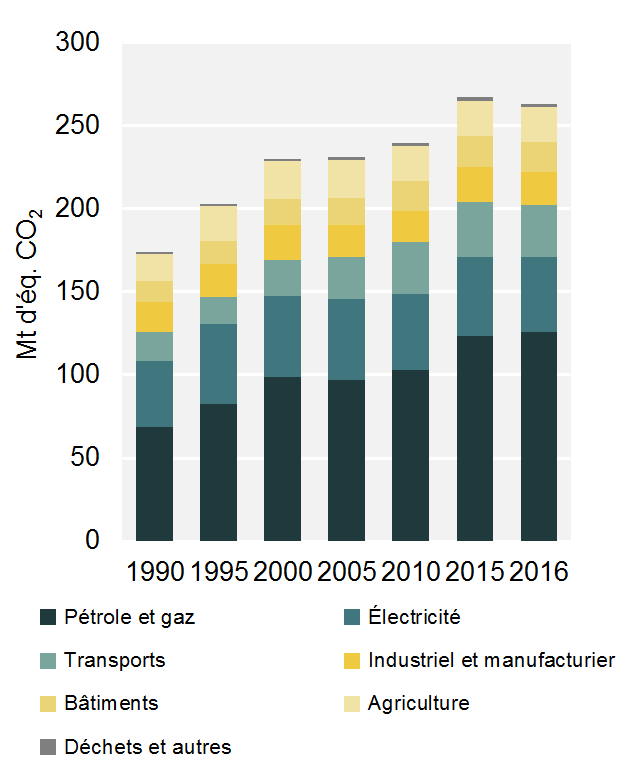 300
250
200
150
100
50
0
Mt d'éq. CO₂
1990 1995 2000 2005 2010 2015 2016
Pétrole et gaz
Électricité
Transports
Industriel et manufacturier
Bâtiments
Agriculture
Déchets et autres